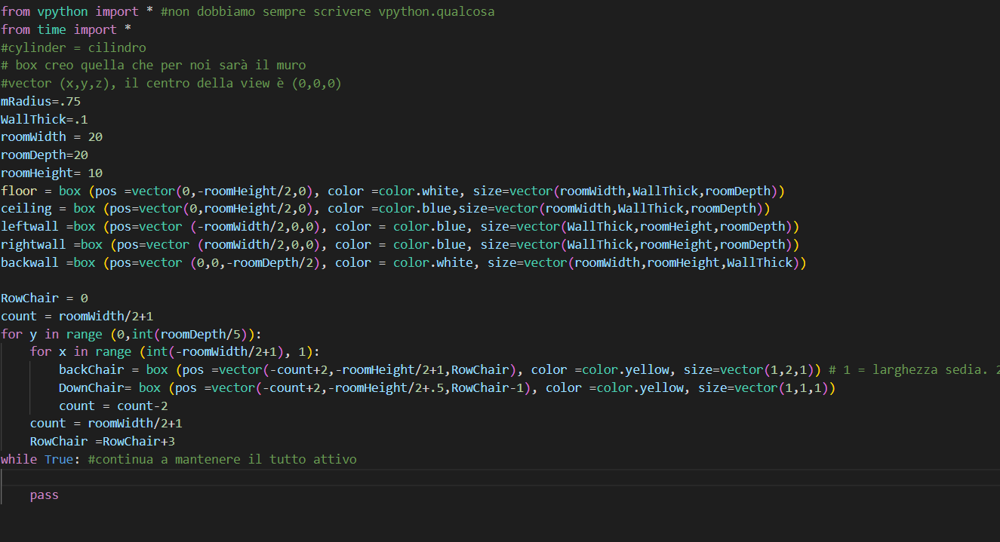 from vpython import * #non dobbiamo sempre scrivere vpython.qualcosa
from time import *
#cylinder = cilindro
# box creo quella che per noi sarà il muro
#vector (x,y,z), il centro della view è (0,0,0)
mRadius=.75
WallThick=.1
roomWidth = 20
roomDepth=20
roomHeight= 10
floor = box (pos =vector(0,-roomHeight/2,0), color =color.white, size=vector(roomWidth,WallThick,roomDepth))
ceiling = box (pos=vector(0,roomHeight/2,0), color =color.blue,size=vector(roomWidth,WallThick,roomDepth))
leftwall =box (pos=vector (-roomWidth/2,0,0), color = color.blue, size=vector(WallThick,roomHeight,roomDepth))
rightwall =box (pos=vector (roomWidth/2,0,0), color = color.blue, size=vector(WallThick,roomHeight,roomDepth))
backwall =box (pos=vector (0,0,-roomDepth/2), color = color.white, size=vector(roomWidth,roomHeight,WallThick))
RowChair = 0
count = roomWidth/2+1
for y in range (0,int(roomDepth/5)):
    for x in range (int(-roomWidth/2+1), 1):
        backChair = box (pos =vector(-count+2,-roomHeight/2+1,RowChair), color =color.yellow, size=vector(1,2,1)) # 1 = larghezza sedia. 2
        DownChair= box (pos =vector(-count+2,-roomHeight/2+.5,RowChair-1), color =color.yellow, size=vector(1,1,1))
        count = count-2
    count = roomWidth/2+1
    RowChair =RowChair+3
while True: #continua a mantenere il tutto attivo
    pass